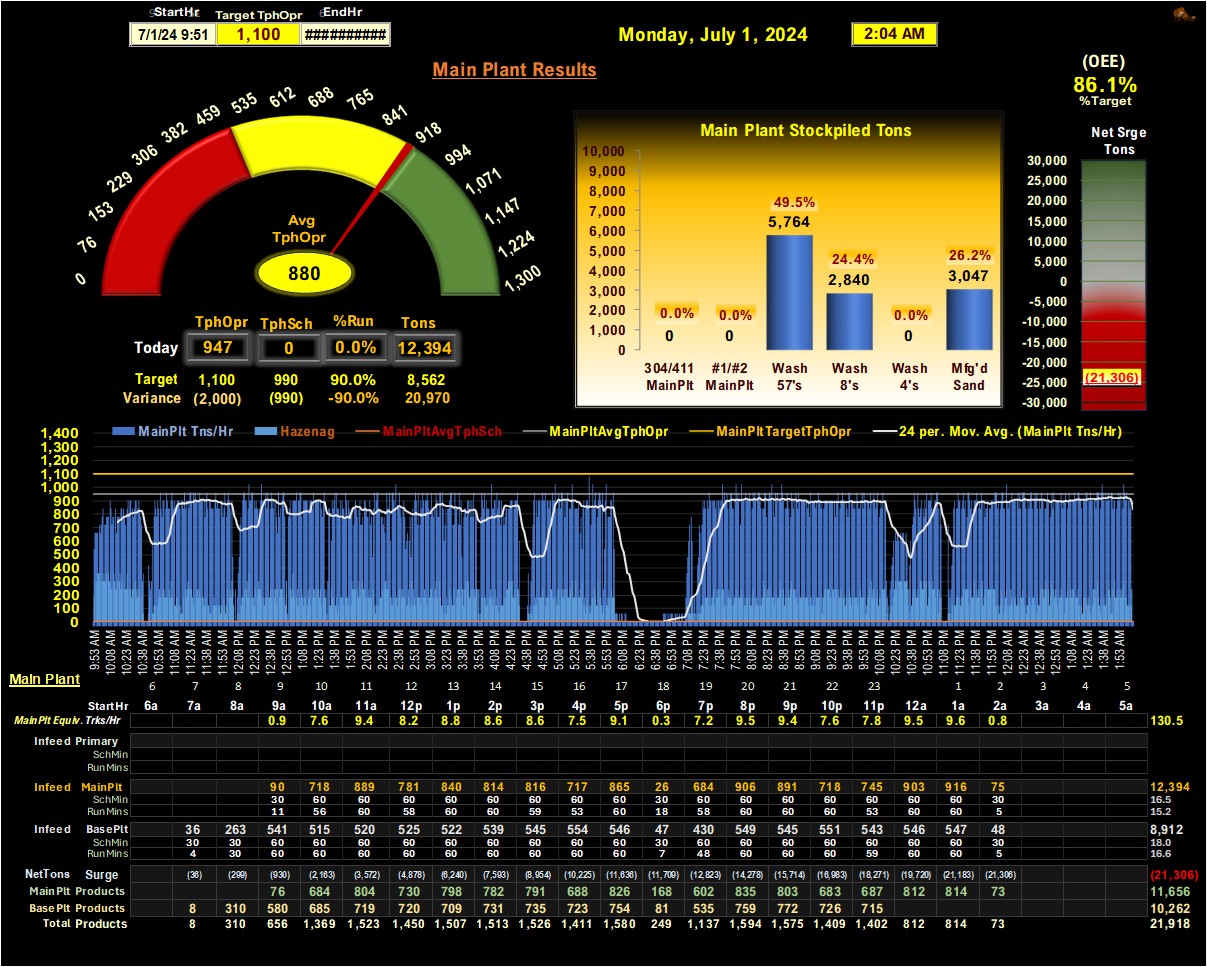 StartHr Target TphOpr EndHr
7/1/24 9:51 1,100 ##########
Monday, July 1, 2024 2:04 AM
Main Plant Results
(OEE)
86.1%
%Target
0 76 153 229 306 382 459 535 612 688 765 841 918 994 1,071 1,147 1,224 1,300
Avg
TphOpr
880
TphOpr TphSch %Run Tons
Today 947 0 0.0% 12,394
Target 1,100 990 90.0% 8,562
Variance (2,000) (990) -90.0% 20,970
Main Plant Stockpiled Tons
10,000
9,000
8,000
7,000
6,000
5,000
4,000
3,000
2,000
1,000
0
0.0% 0.0% 49.5% 24.4% 0.0% 26.2%
0 0 5,764 2,840 0 3,047
304/411 #1/#2 Wash Wash Wash Mfg'd
MainPlt MainPlt 57's 8's 4's Sand
Net Srge
Tons
30,000
25,000
20,000
15,000
10,000
5,000
0
-5,000
-10,000
-15,000
-20,000
-25,000
-30,000
(21,306)
MainPlt Tns/Hr Hazenag MainPltAvgTphSch MainPltAvgTphOpr MainPltTargetTphOpr 24 per. Mov. Avg. (MainPlt Tns/Hr)
1,400
1,300
1,200
1,100
1,000
900
800
700
600
500
400
300
200
100
0
9:53 AM 10:08 AM 10:23 AM 10:38 AM 10:53 AM 11:08 AM 11:23 AM 11:38 AM 11:53 AM 12:08 PM 12:23 PM 12:38 PM 12:53 PM 1:08 PM 1:23 PM 1:38 PM 1:53 PM 2:08 PM 2:23 PM 2:38 PM 2:53 PM 3:08 PM 3:23 PM 3:38 PM 3:53 PM 4:08 PM 4:23 PM 4:38 PM 4:53 PM 5:08 PM 5:23 PM 5:38 PM 5:53 PM 6:08 PM 6:23 PM 6:38 PM 6:53 PM 7:08 PM 7:23 PM 7:38 PM 7:53 PM 8:08 PM 8:23 PM 8:38 PM 8:53 PM 9:08 PM 9:23 PM 9:38 PM 9:53 PM 10:08 PM 10:23 PM 10:38 PM 10:53 PM 11:08 PM 11:23 PM 11:38 PM 11:53 PM 12:08 AM 12:23 AM 12:38 AM 12:53 AM 1:08 AM 1:23 AM 1:38 AM 1:53 AM
Main Plant
6 7 8 9 10 11 12 13 14 15 16 17 18 19 20 21 22 23 1 2 3 4 5
StartHr 6a 7a 8a 9a 10a 11a 12p 1p 2p 3p 4p 5p 6p 7p 8p 9p 10p 11p 12a 1a 2a 3a 4a 5a
MainPlt Equiv. Trks/Hr 0.9 7.6 9.4 8.2 8.8 8.6 8.6 7.5 9.1 0.3 7.2 9.5 9.4 7.6 7.8 9.5 9.6 0.8 130.5
Infeed Primary
SchMin
RunMins
Infeed MainPlt 90 718 889 781 840 814 816 717 865 26 684 906 891 718 745 903 916 75 12,394
SchMin 30 60 60 60 60 60 60 60 60 30 60 60 60 60 60 60 60 30 16.5
RunMins 11 56 60 58 60 60 59 53 60 18 58 60 60 60 53 60 60 5 15.2
Infeed BasePlt 36 263 541 515 520 525 522 539 545 554 546 47 430 549 545 551 543 546 547 48 8,912
SchMin 30 30 60 60 60 60 60 60 60 60 60 30 60 60 60 60 60 60 60 30 18.0
RunMins 4 30 60 60 60 60 60 60 60 60 60 7 48 60 60 60 59 60 60 5 16.6
NetTons Surge (36) (299) (930) (2,163) (3,572) (4,878) (6,240) (7,593) (8,954) (10,225) (11,636) (11,709) (12,823) (14,278) (15,714) (16,983) (18,271) (19,720) (21,183) (21,306) (21,306)
MainPlt Products 76 684 804 730 798 782 791 688 826 168 602 835 803 683 687 812 814 73 11,656
BasePlt Products 8 310 580 685 719 720 709 731 735 723 754 81 535 759 772 726 715 10,262
Total Products 8 310 656 1,369 1,523 1,450 1,507 1,513 1,526 1,411 1,580 249 1,137 1,594 1,575 1,409 1,402 812 814 73 21,918